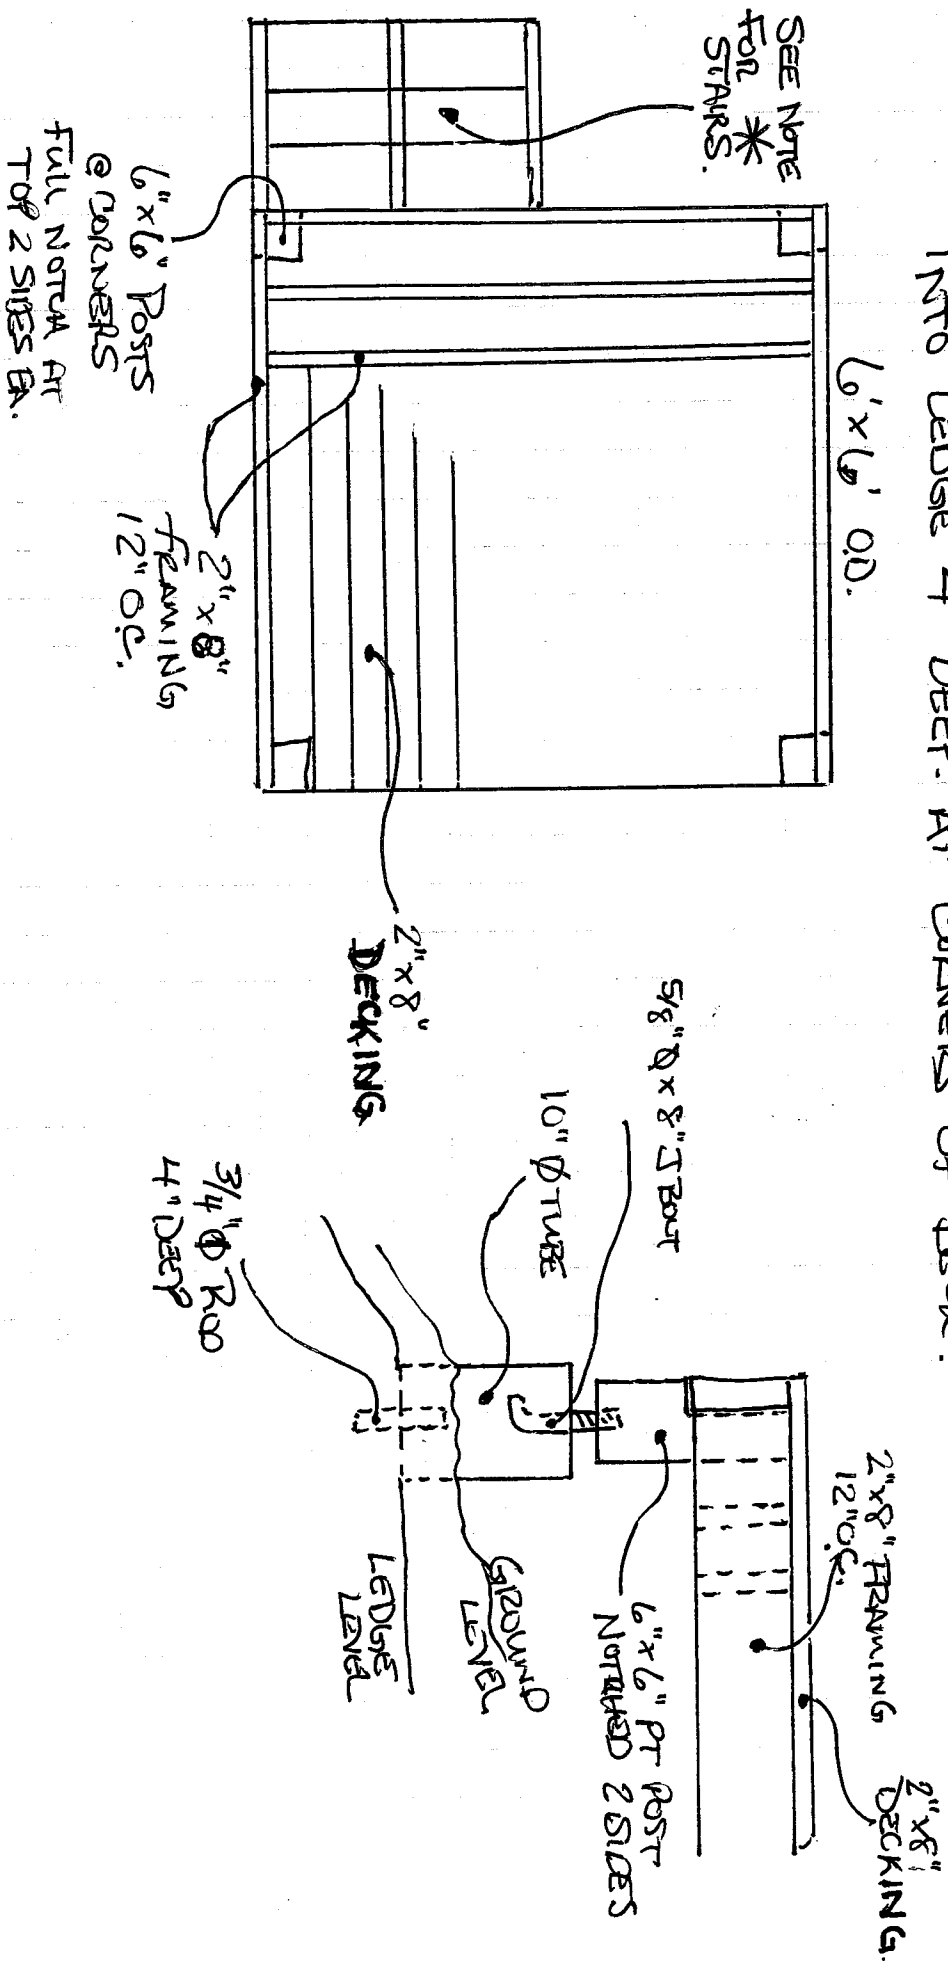 INTO LEDGE 4" DEEP. AT CORNERS OF DECK.
SEE NOTE
FOR *
STAIRS.
6'x6' O.D.
6"x6" POSTS
@ CORNERS
FULL NOTCH AT
TOP 2 SIDES EA.
2"x8"
FRAMING
12" O.C.
2"x8"
DECKING
5/8"Øx8" J BOLT
10"Ø TUBE
3/4"Ø ROD
4" DEEP
2"x8" FRAMING
12" O.C.
2"x8"
DECKING.
6"x6" PT POST
NOTCHED 2 SIDES
GROUND
LEVEL
LEDGE
LEVEL